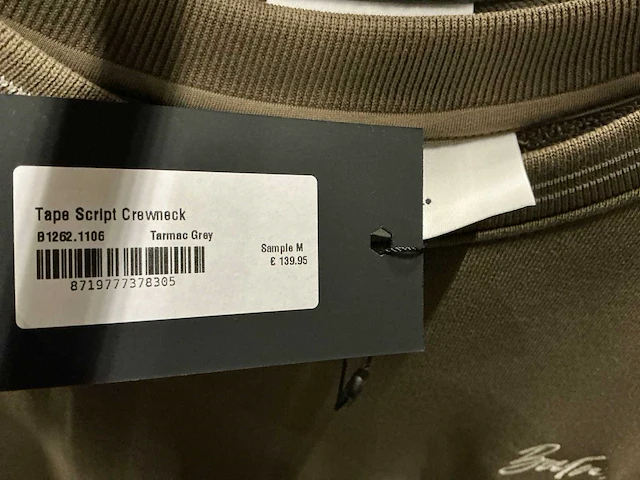 Tape Script Crewneck
B1262.1106 Tarmac Grey
Sample M
€ 139.95
8719777378305